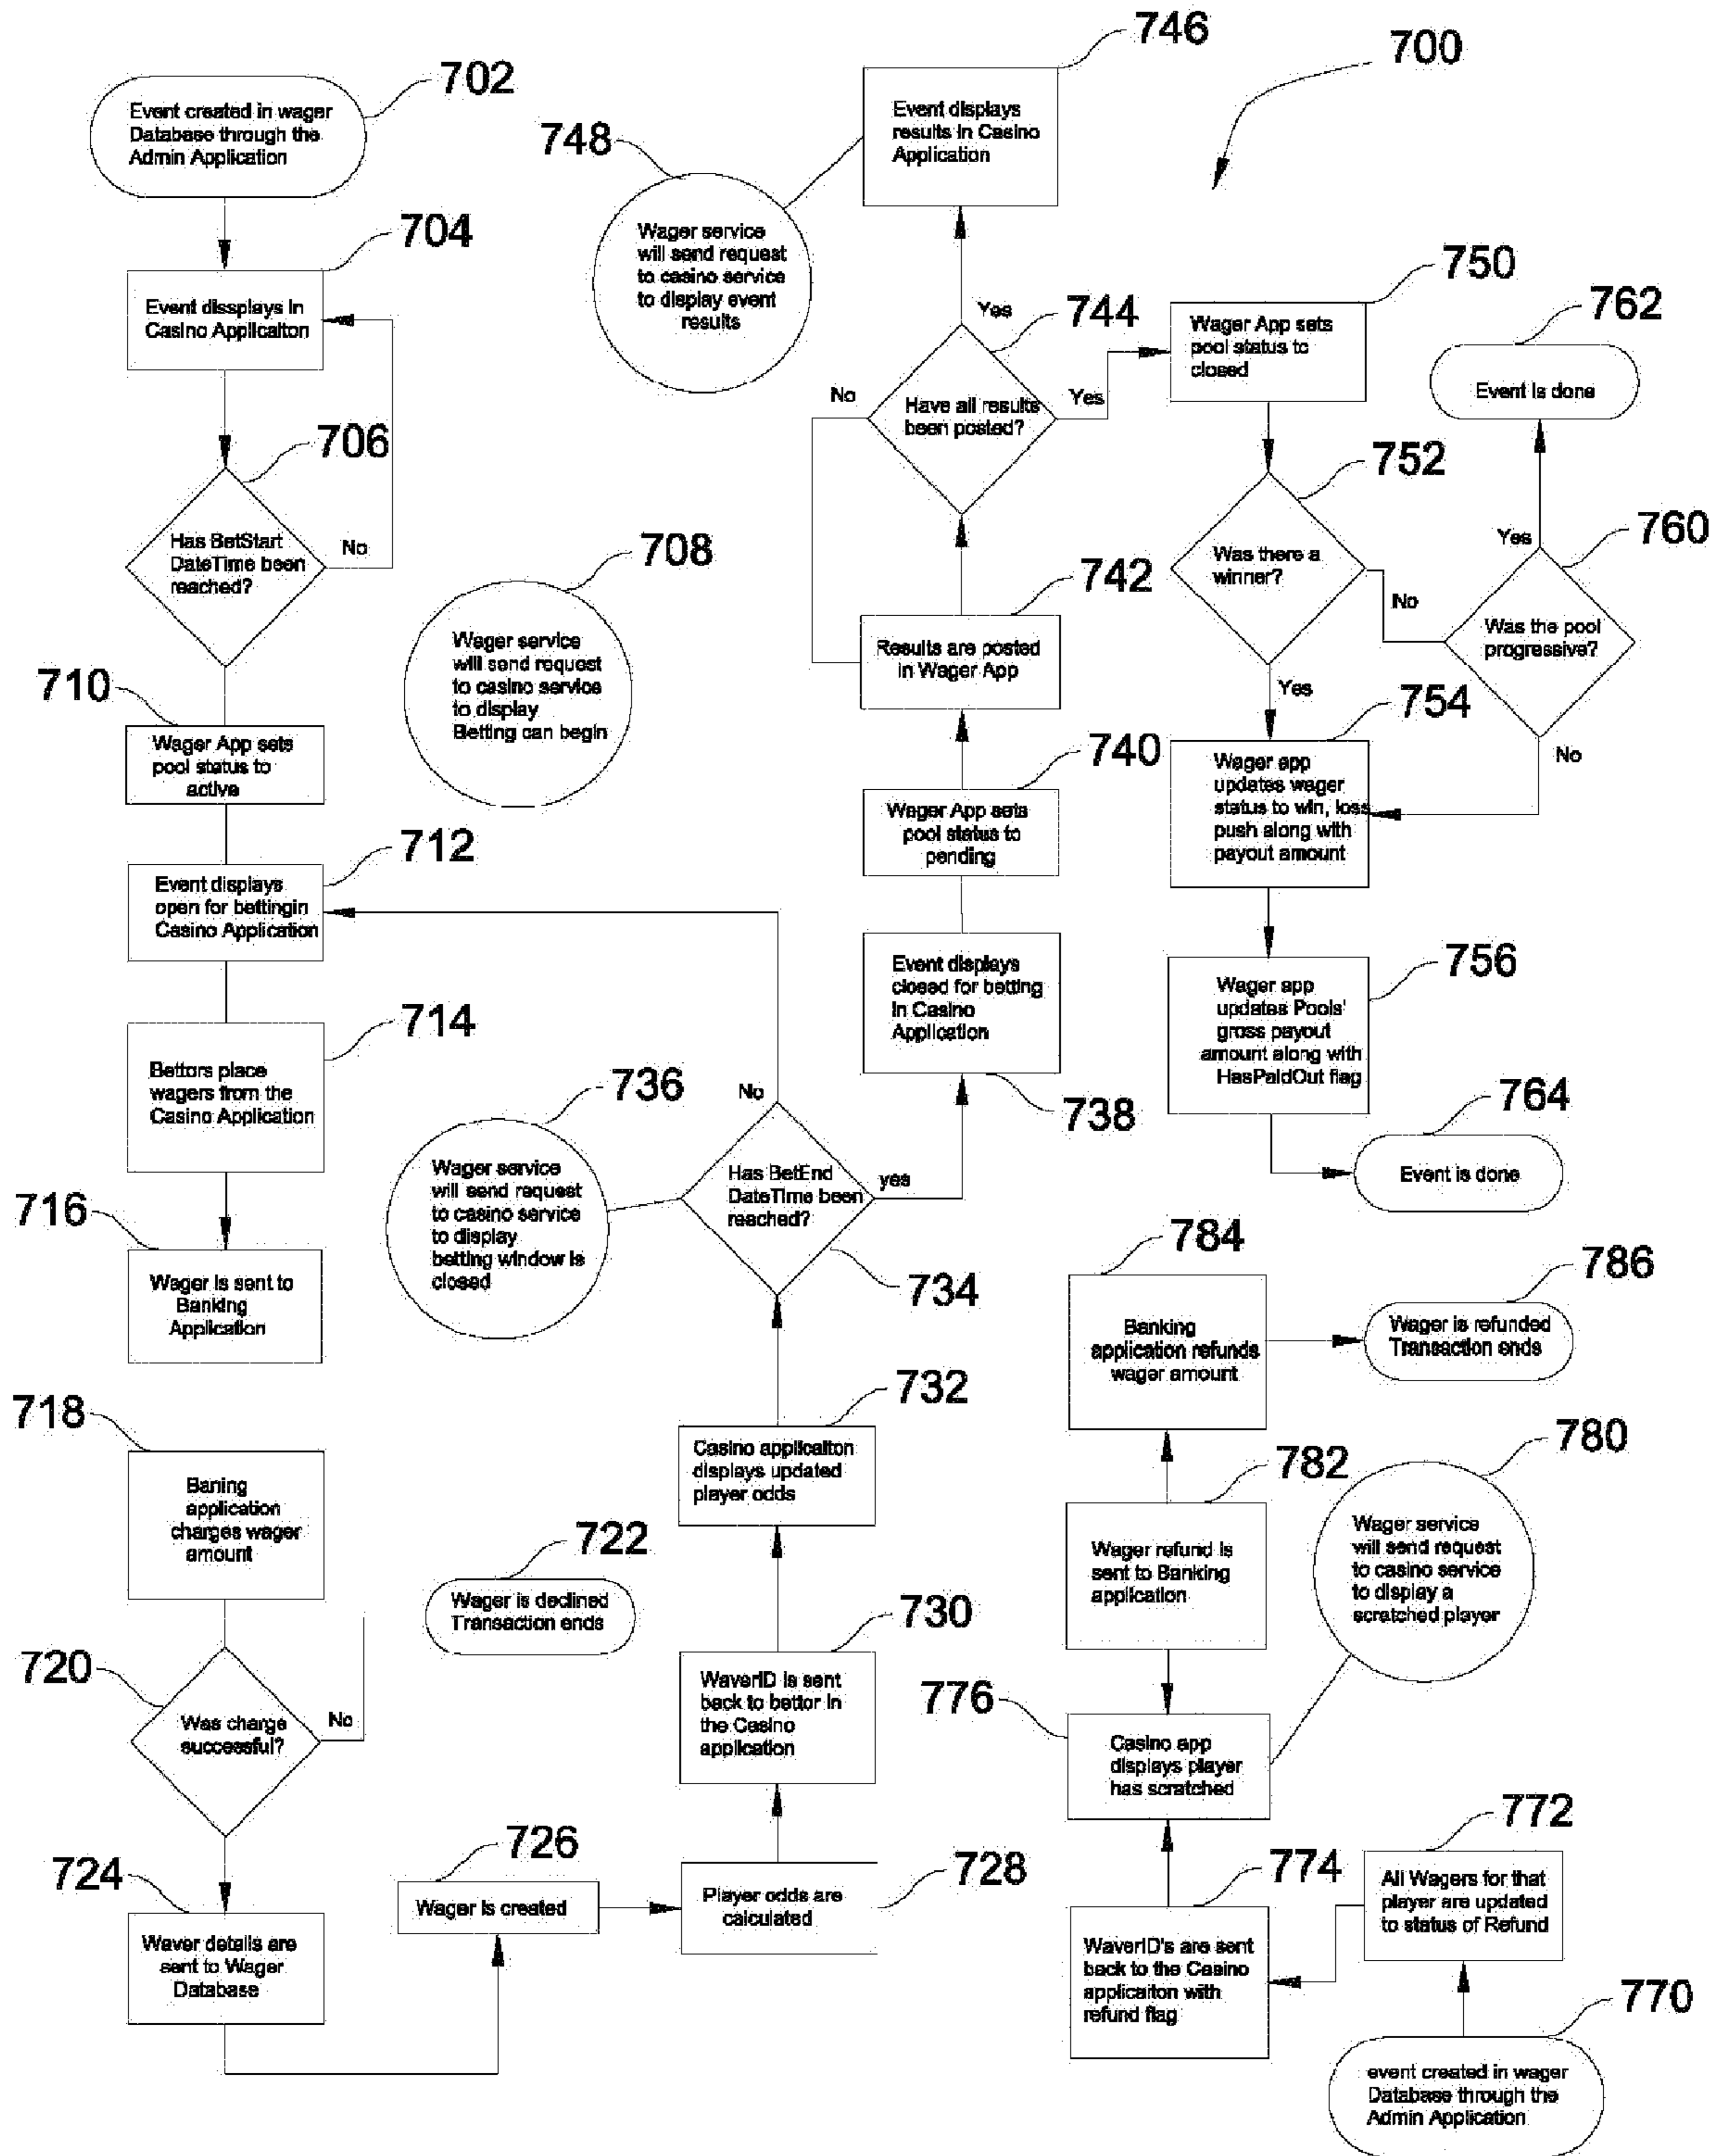 702
Event created in wager
Database through the
Admin Application
704
Event dissplays in
Casino Applicaiton
706
Has BetStart
DateTime been
reached?
No
708
Wager service
will send request
to casino service
to display
Betting can begin
710
Wager App sets
pool status to
active
712
Event displays
open for bettingin
Casino Application
714
Bettors place
wagers from the
Casino Application
716
Wager is sent to
Banking
Application
718
Baning
application
charges wager
amount
720
Was charge
successful?
No
722
Wager is declined
Transaction ends
724
Waver details are
sent to Wager
Database
726
Wager is created
728
Player odds are
calculated
730
WaverID is sent
back to bettor in
the Casino
application
732
Casino applicaiton
displays updated
player odds
734
Has BetEnd
DateTime been
reached?
No
yes
736
Wager service
will send request
to casino service
to display
betting window is
closed
738
Event displays
closed for betting
in Casino
Application
740
Wager App sets
pool status to
pending
742
Results are posted
in Wager App
744
Have all results
been posted?
No
Yes
Yes
746
Event displays
results in Casino
Application
748
Wager service
will send request
to casino service
to display event
results
700
750
Wager App sets
pool status to
closed
752
Was there a
winner?
No
Yes
754
Wager app
updates wager
status to win, loss
push along with
payout amount
756
Wager app
updates Pools'
gross payout
amount along with
HasPaidOut flag
760
Was the pool
progressive?
Yes
No
762
Event is done
764
Event is done
784
Banking
application refunds
wager amount
786
Wager is refunded
Transaction ends
782
Wager refund is
sent to Banking
application
780
Wager service
will send request
to casino service
to display a
scratched player
776
Casino app
displays player
has scratched
774
WaverID's are sent
back to the Casino
applicaiton with
refund flag
772
All Wagers for that
player are updated
to status of Refund
770
event created in wager
Database through the
Admin Application